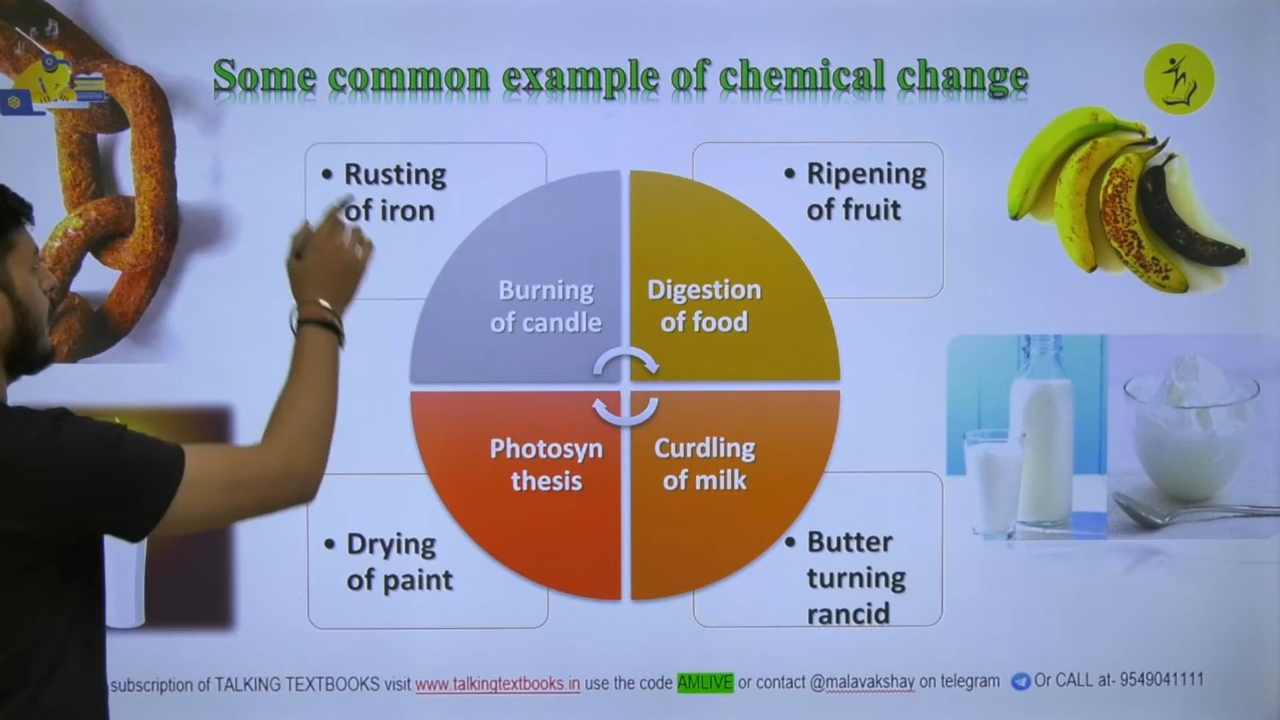 Some common example of chemical change
• Rusting
of iron
• Ripening
of fruit
Burning
of candle
Digestion
of food
Photosyn
thesis
Curdling
of milk
• Drying
of paint
• Butter
turning
rancid
subscription of TALKING TEXTBOOKS visit www.talkingtextbooks.in use the code AMLIVE or contact @malavakshay on telegram Or CALL at- 9549041111